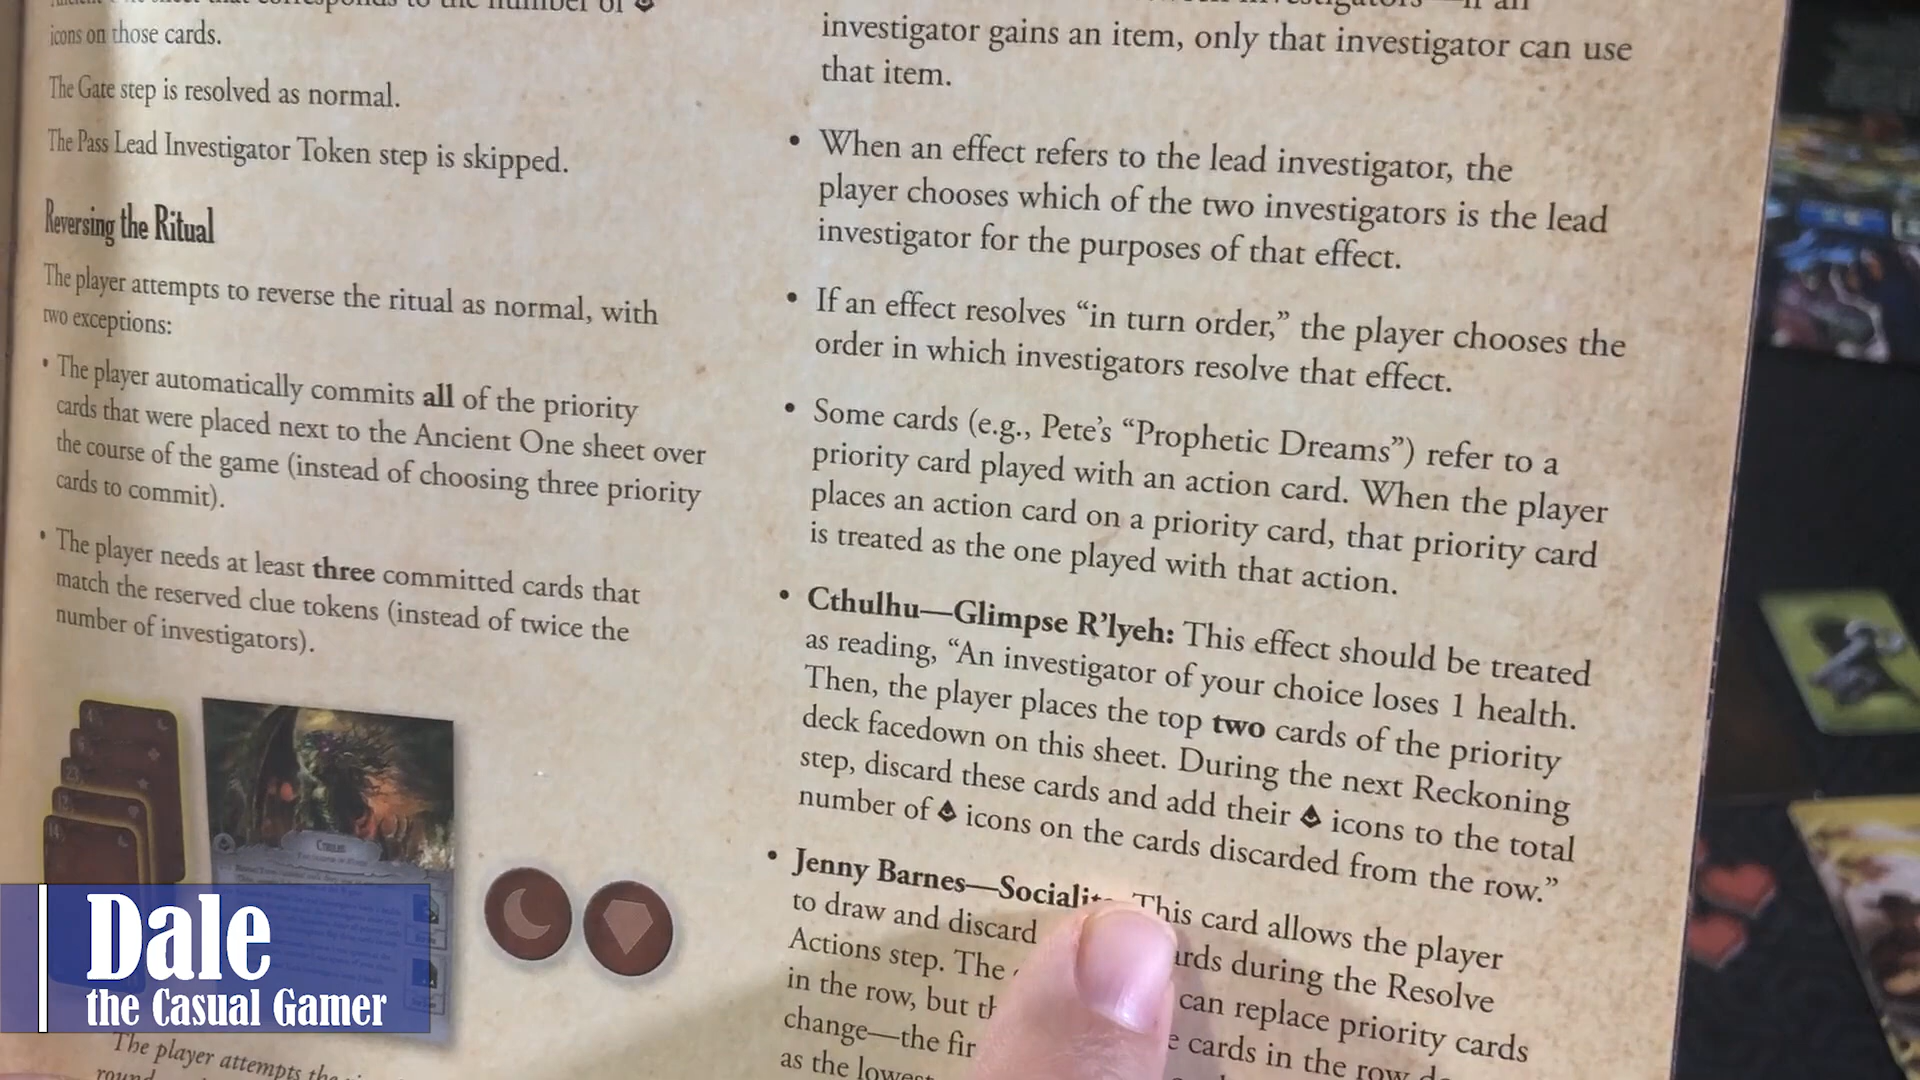 sheet that corresponds to the number of
icons on those cards.
The Gate step is resolved as normal.
The Pass Lead Investigator Token step is skipped.
Reversing the Ritual
The player attempts to reverse the ritual as normal, with
two exceptions:
• The player automatically commits all of the priority
cards that were placed next to the Ancient One sheet over
the course of the game (instead of choosing three priority
cards to commit).
• The player needs at least three committed cards that
match the reserved clue tokens (instead of twice the
number of investigators).
Cthulhu
The player attempts the
round
investigators—if an
investigator gains an item, only that investigator can use
that item.
• When an effect refers to the lead investigator, the
player chooses which of the two investigators is the lead
investigator for the purposes of that effect.
• If an effect resolves “in turn order,” the player chooses the
order in which investigators resolve that effect.
• Some cards (e.g., Pete’s “Prophetic Dreams”) refer to a
priority card played with an action card. When the player
places an action card on a priority card, that priority card
is treated as the one played with that action.
• Cthulhu—Glimpse R’lyeh: This effect should be treated
as reading, “An investigator of your choice loses 1 health.
Then, the player places the top two cards of the priority
deck facedown on this sheet. During the next Reckoning
step, discard these cards and add their icons to the total
number of icons on the cards discarded from the row.”
• Jenny Barnes— This card allows the player
to draw and discard during the Resolve
Actions step. The
in the row, but can replace priority cards
change—the cards in the row
as the lowest
Dale
the Casual Gamer